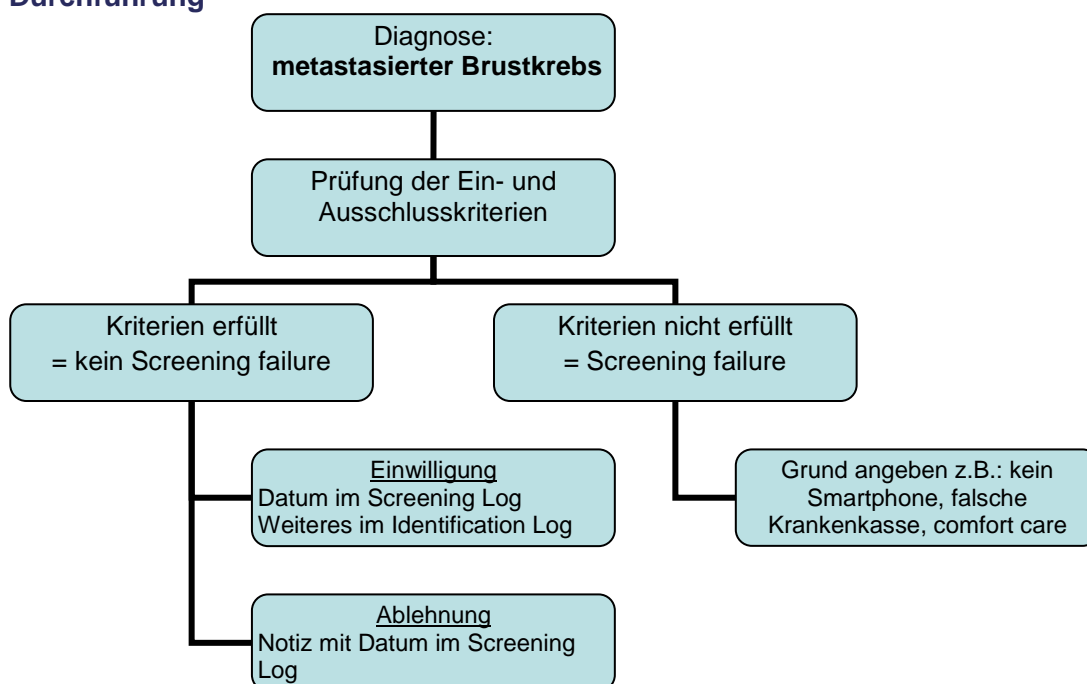 Durchführung
Diagnose:
metastasierter Brustkrebs
Prüfung der Ein- und
Ausschlusskriterien
Kriterien erfüllt
= kein Screening failure
Kriterien nicht erfüllt
= Screening failure
Einwilligung
Datum im Screening Log
Weiteres im Identification Log
Grund angeben z.B.: kein
Smartphone, falsche
Krankenkasse, comfort care
Ablehnung
Notiz mit Datum im Screening
Log